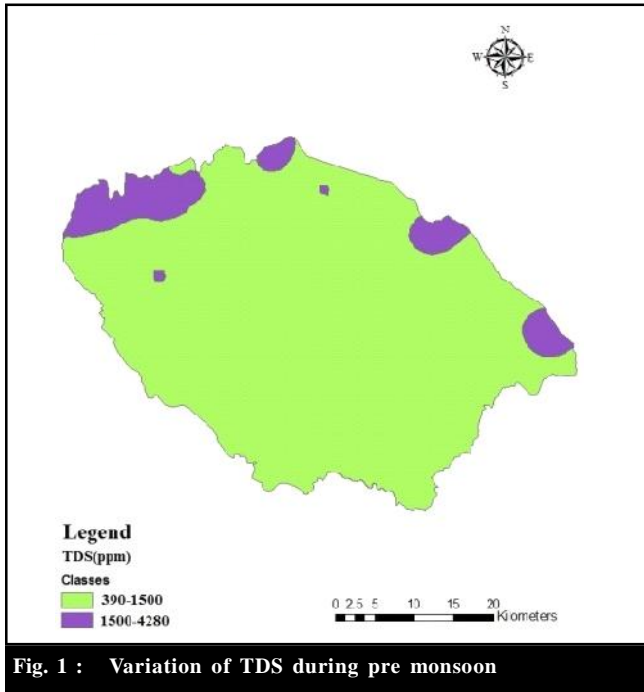 N
W E
S
Legend
TDS(ppm)
Classes
390-1500
1500-4280
0 2.5 5 10 15 20
Kilometers
Fig. 1 : Variation of TDS during pre monsoon